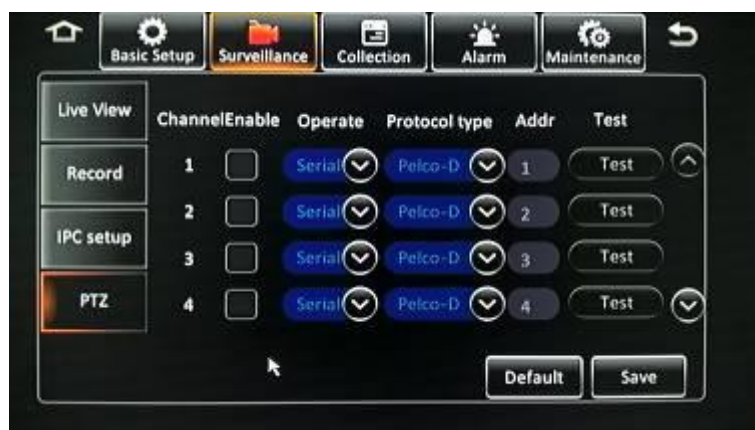 Basic Setup Surveillance Collection Alarm Maintenance
Live View
Record
IPC setup
PTZ
Channel Enable Operate Protocol type Addr Test
1 Serial Pelco-D 1 Test
2 Serial Pelco-D 2 Test
3 Serial Pelco-D 3 Test
4 Serial Pelco-D 4 Test
Default Save